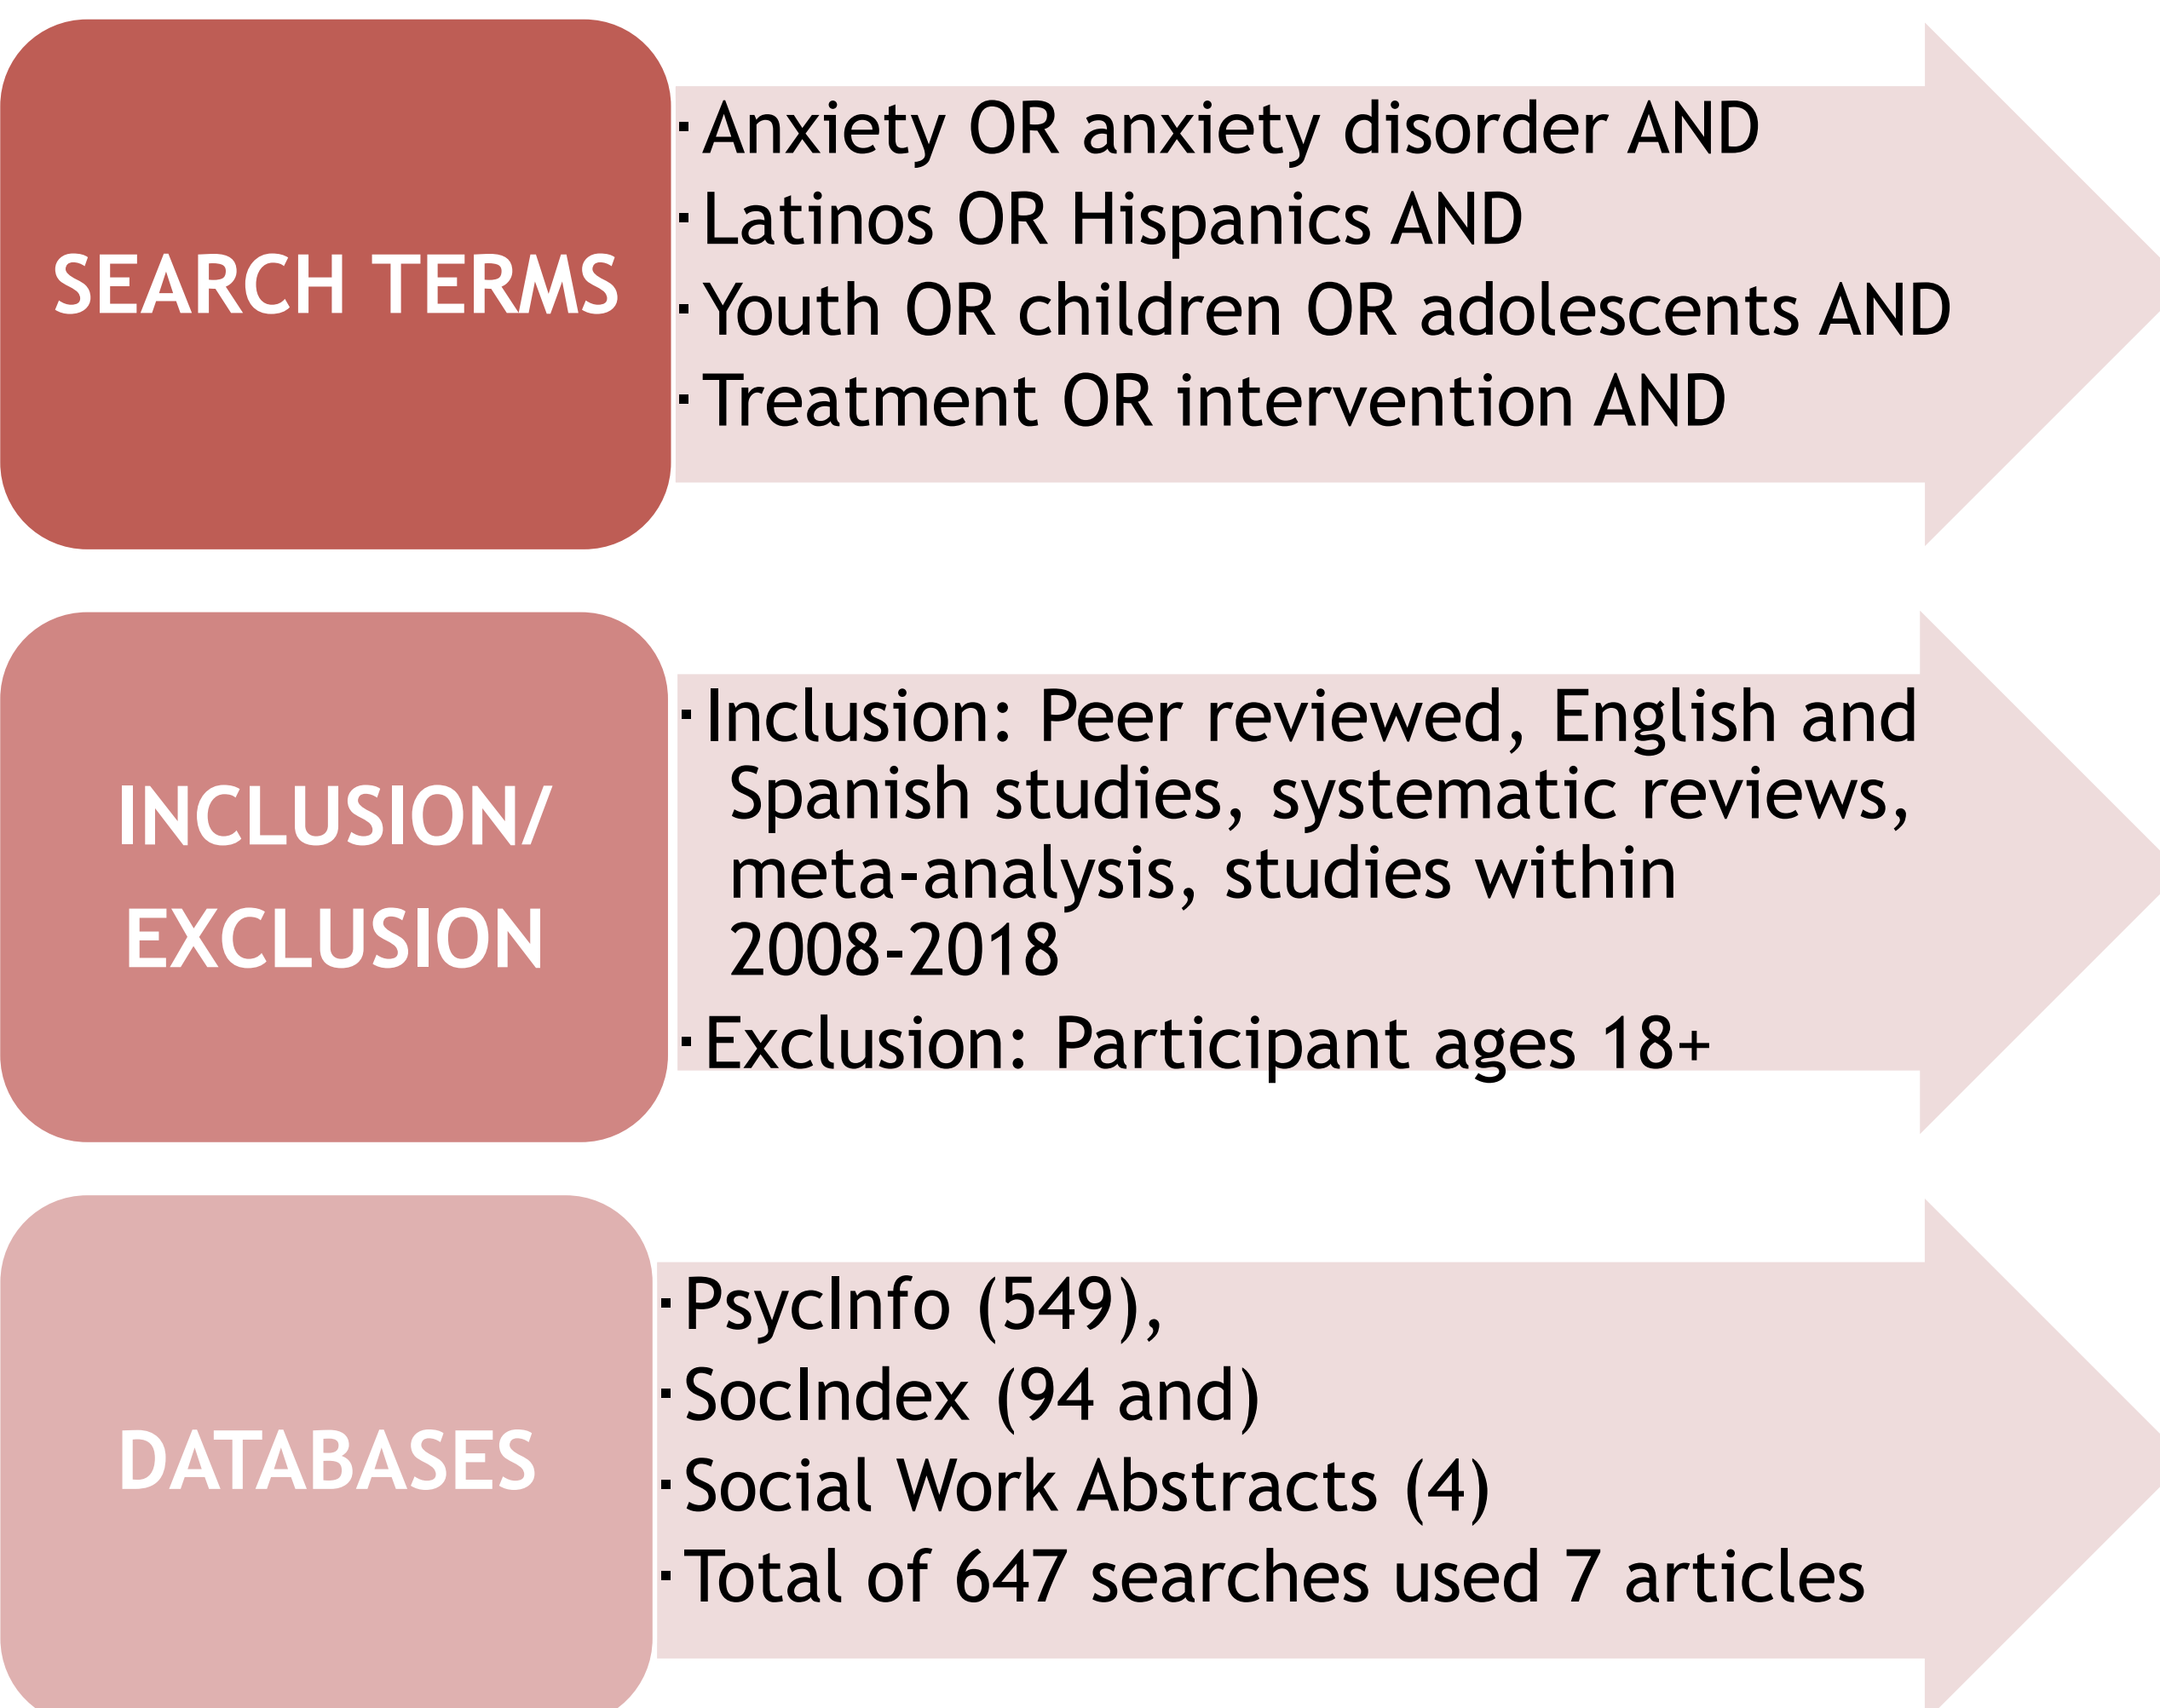 SEARCH TERMS
▪ Anxiety OR anxiety disorder AND
▪ Latinos OR Hispanics AND
▪ Youth OR children OR adolescents AND
▪ Treatment OR intervention AND
INCLUSION/
EXCLUSION
▪ Inclusion: Peer reviewed, English and
Spanish studies, systematic reviews,
meta-analysis, studies within
2008-2018
▪ Exclusion: Participant ages 18+
DATABASES
▪ PsycInfo (549),
▪ SocIndex (94 and)
▪ Social Work Abstracts (4)
▪ Total of 647 searches used 7 articles